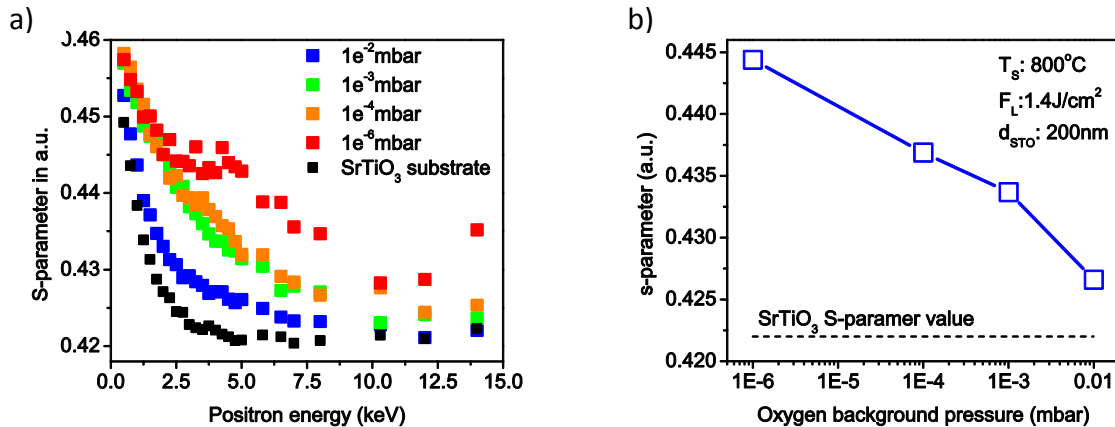 a)
S-parameter in a.u.
0.46
0.45
0.44
0.43
0.42
0.0
2.5
5.0
7.5
10.0
12.5
15.0
Positron energy (keV)
1e⁻²mbar
1e⁻³mbar
1e⁻⁴mbar
1e⁻⁶mbar
SrTiO₃ substrate
b)
s-parameter (a.u.)
0.445
0.440
0.435
0.430
0.425
0.420
1E-6
1E-5
1E-4
1E-3
0.01
Oxygen background pressure (mbar)
T_S: 800°C
F_L:1.4J/cm²
d_STO: 200nm
SrTiO₃ S-paramer value